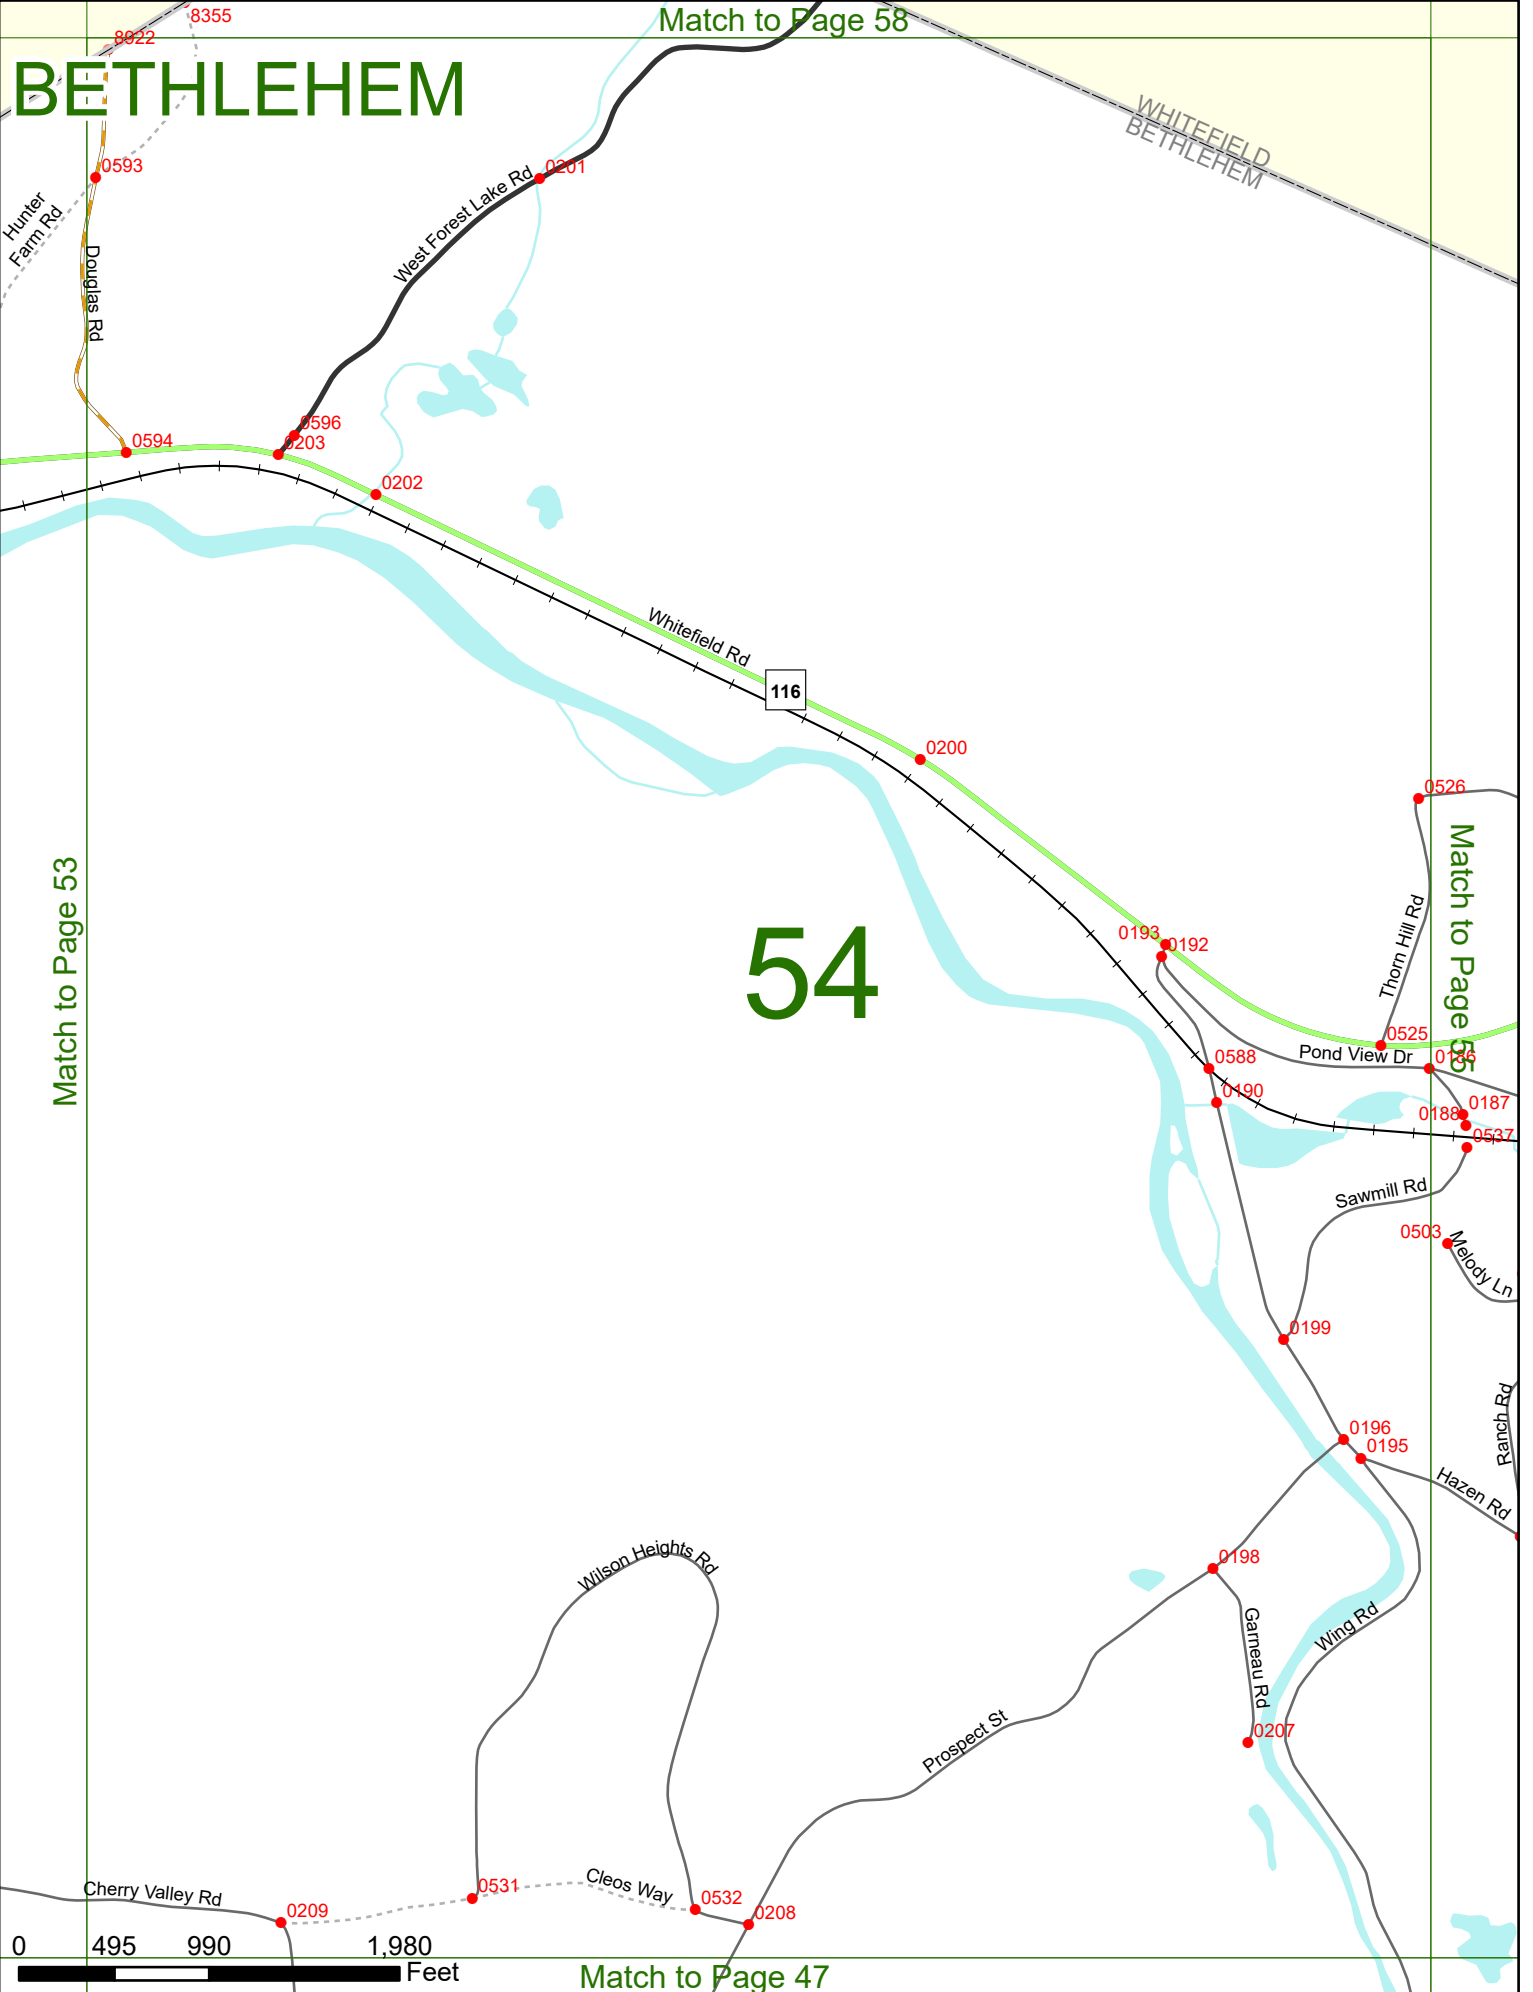 8355
Match to Page 58
8922
BETHLEHEM
WHITEFIELD
BETHLEHEM
0593
0201
Hunter
Farm Rd
West Forest Lake Rd
Douglas Rd
0596
0594
0203
0202
Whitefield Rd
116
0200
0526
Match to Page 53
Match to Page 55
Thorn Hill Rd
54
0193
0192
0525
Pond View Dr
0186
0588
0190
0187
0188
0537
Sawmill Rd
0503
Melody Ln
0199
Ranch Rd
0196
0195
Hazen Rd
Wilson Heights Rd
0198
Garneau Rd
Wing Rd
Prospect St
0207
Cherry Valley Rd
0531
Cleos Way
0532
0209
0208
0 495 990 1,980
Feet
Match to Page 47